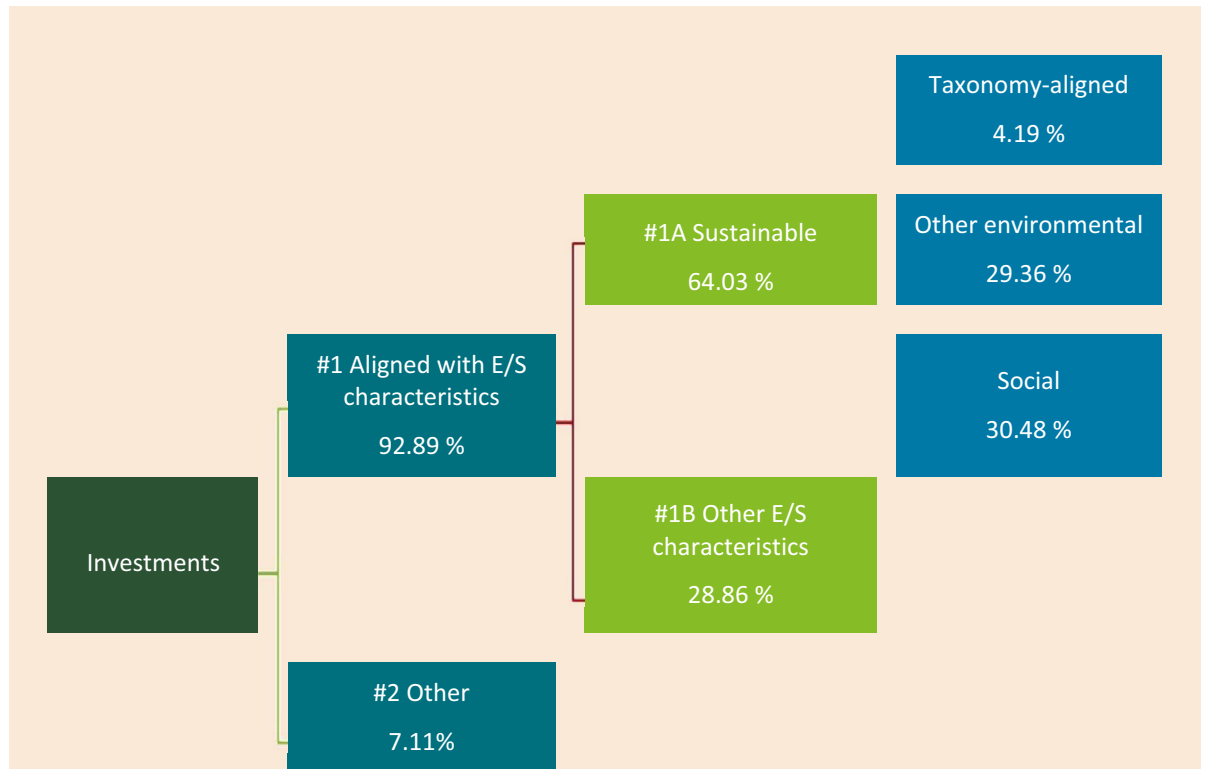 Taxonomy-aligned
4.19 %
#1A Sustainable
64.03 %
Other environmental
29.36 %
#1 Aligned with E/S
characteristics
92.89 %
Social
30.48 %
Investments
#1B Other E/S
characteristics
28.86 %
#2 Other
7.11%